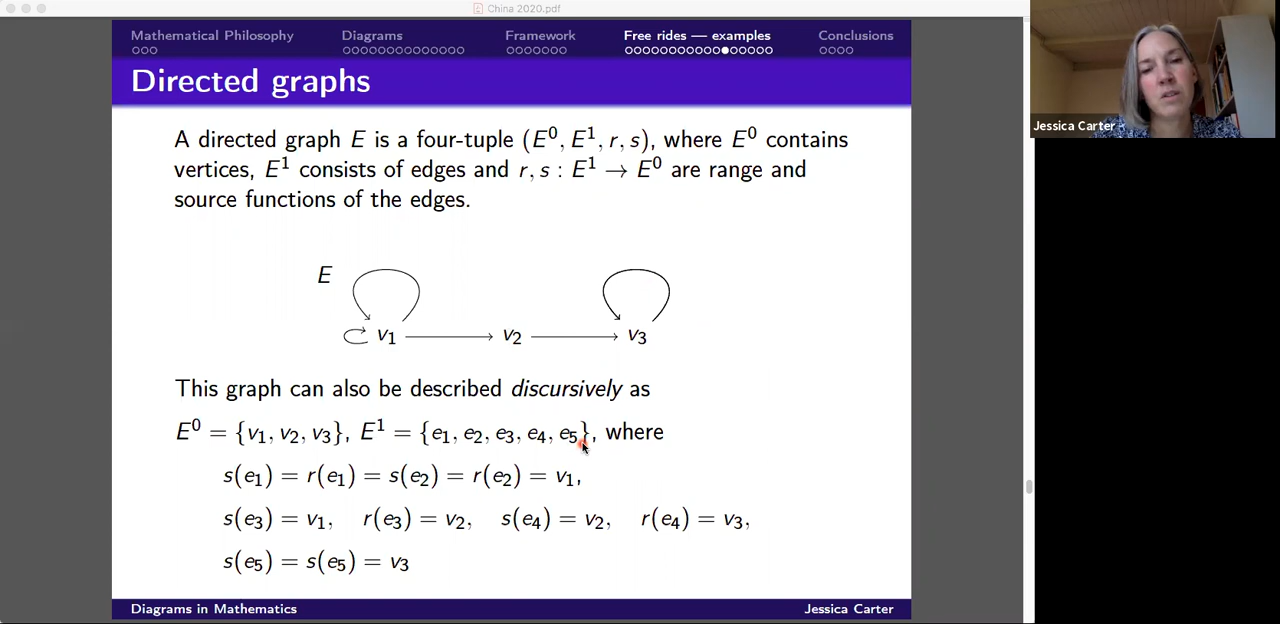 China 2020.pdf
Mathematical Philosophy Diagrams Framework Free rides — examples Conclusions
Directed graphs
A directed graph E is a four-tuple (E⁰, E¹, r, s), where E⁰ contains
vertices, E¹ consists of edges and r, s : E¹ → E⁰ are range and
source functions of the edges.
E
v₁ v₂ v₃
This graph can also be described discursively as
E⁰ = {v₁, v₂, v₃}, E¹ = {e₁, e₂, e₃, e₄, e₅}, where
s(e₁) = r(e₁) = s(e₂) = r(e₂) = v₁,
s(e₃) = v₁, r(e₃) = v₂, s(e₄) = v₂, r(e₄) = v₃,
s(e₅) = s(e₅) = v₃
Diagrams in Mathematics Jessica Carter
Jessica Carter